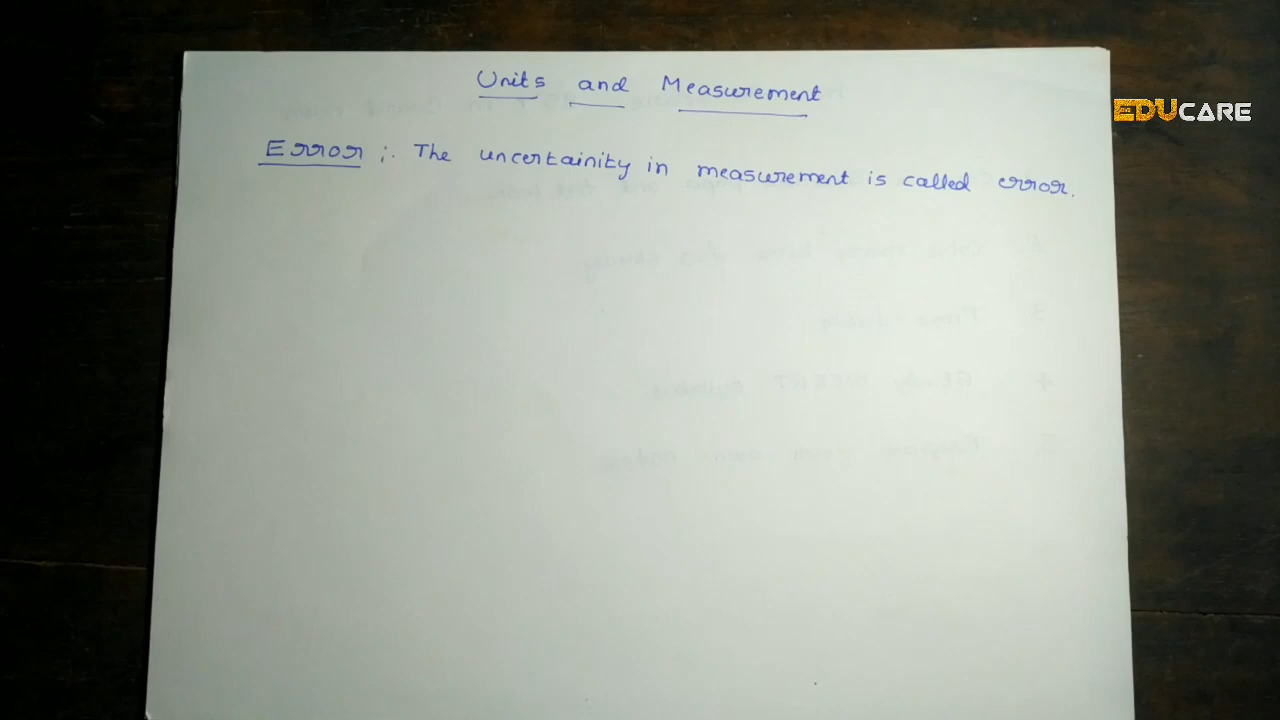 Units and Measurement
EDUCARE
Error :- The uncertainity in measurement is called error.